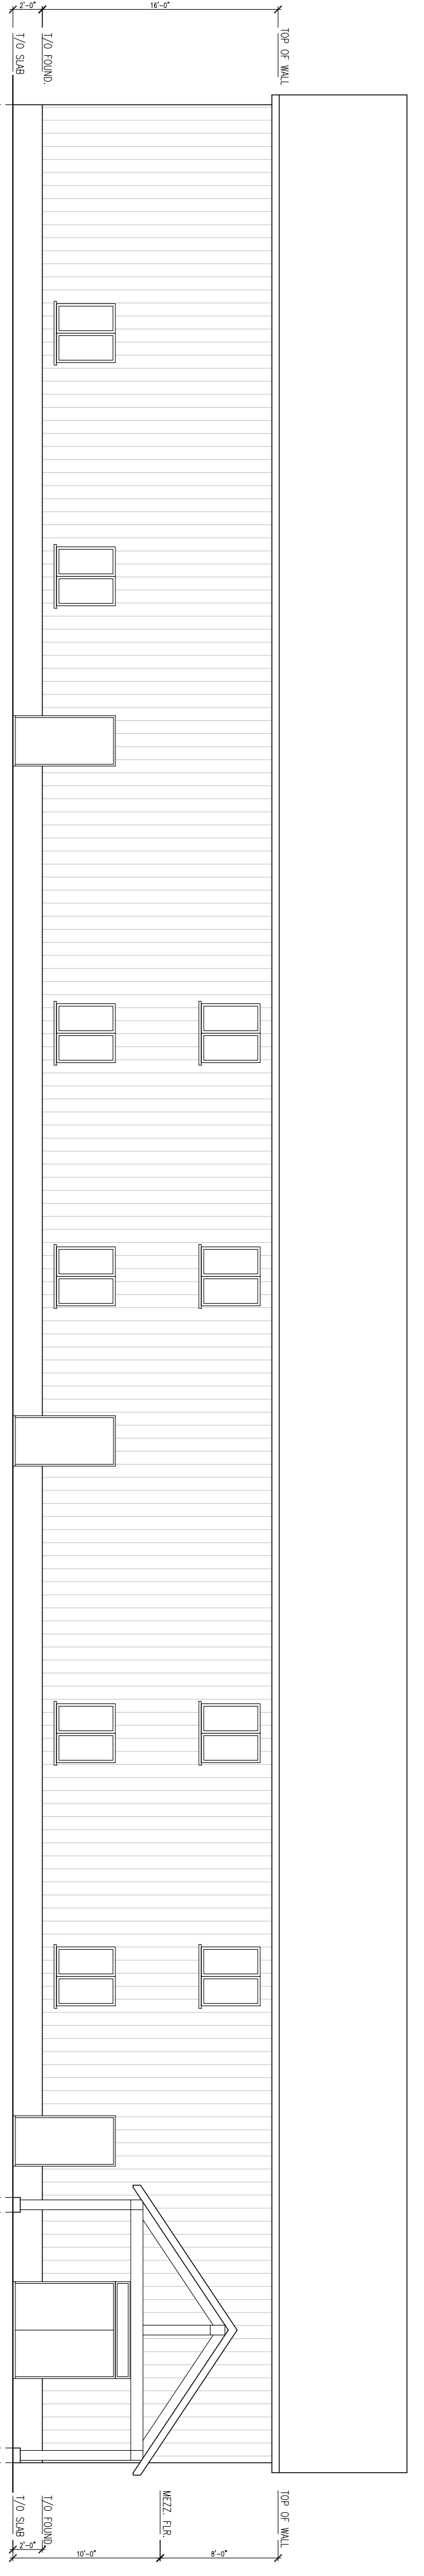 TOP OF WALL
16'-0"
T/O FOUND.
2'-0"
T/O SLAB
TOP OF WALL
8'-0"
MEZZ. FLR.
10'-0"
T/O FOUND.
2'-0"
T/O SLAB